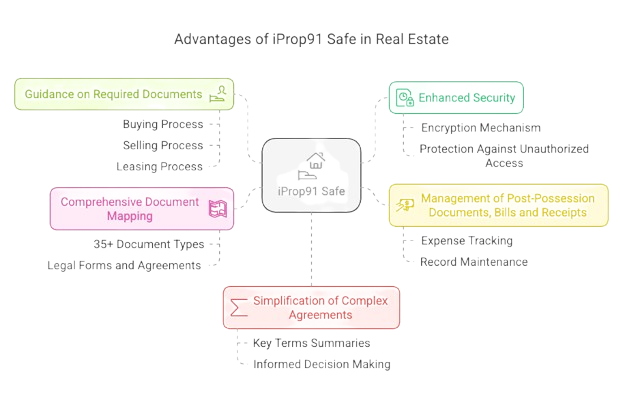 Advantages of iProp91 Safe in Real Estate
Guidance on Required Documents
Buying Process
Selling Process
Leasing Process
Comprehensive Document
Mapping
35+ Document Types
Legal Forms and Agreements
iProp91 Safe
Enhanced Security
Encryption Mechanism
Protection Against Unauthorized
Access
Management of Post-Possession
Documents, Bills and Receipts
Expense Tracking
Record Maintenance
Simplification of Complex
Agreements
Key Terms Summaries
Informed Decision Making